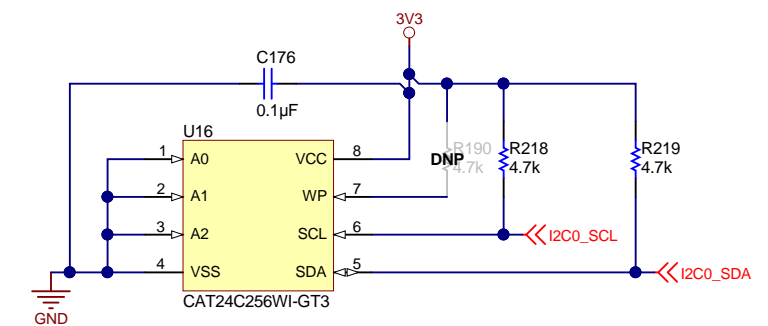 3V3
C176
0.1µF
U16
1 A0 VCC 8
R190 R218 R219
DNP
4.7k 4.7k 4.7k
2 A1 WP 7
3 A2 SCL 6
I2C0_SCL
4 VSS SDA 5
I2C0_SDA
CAT24C256WI-GT3
GND